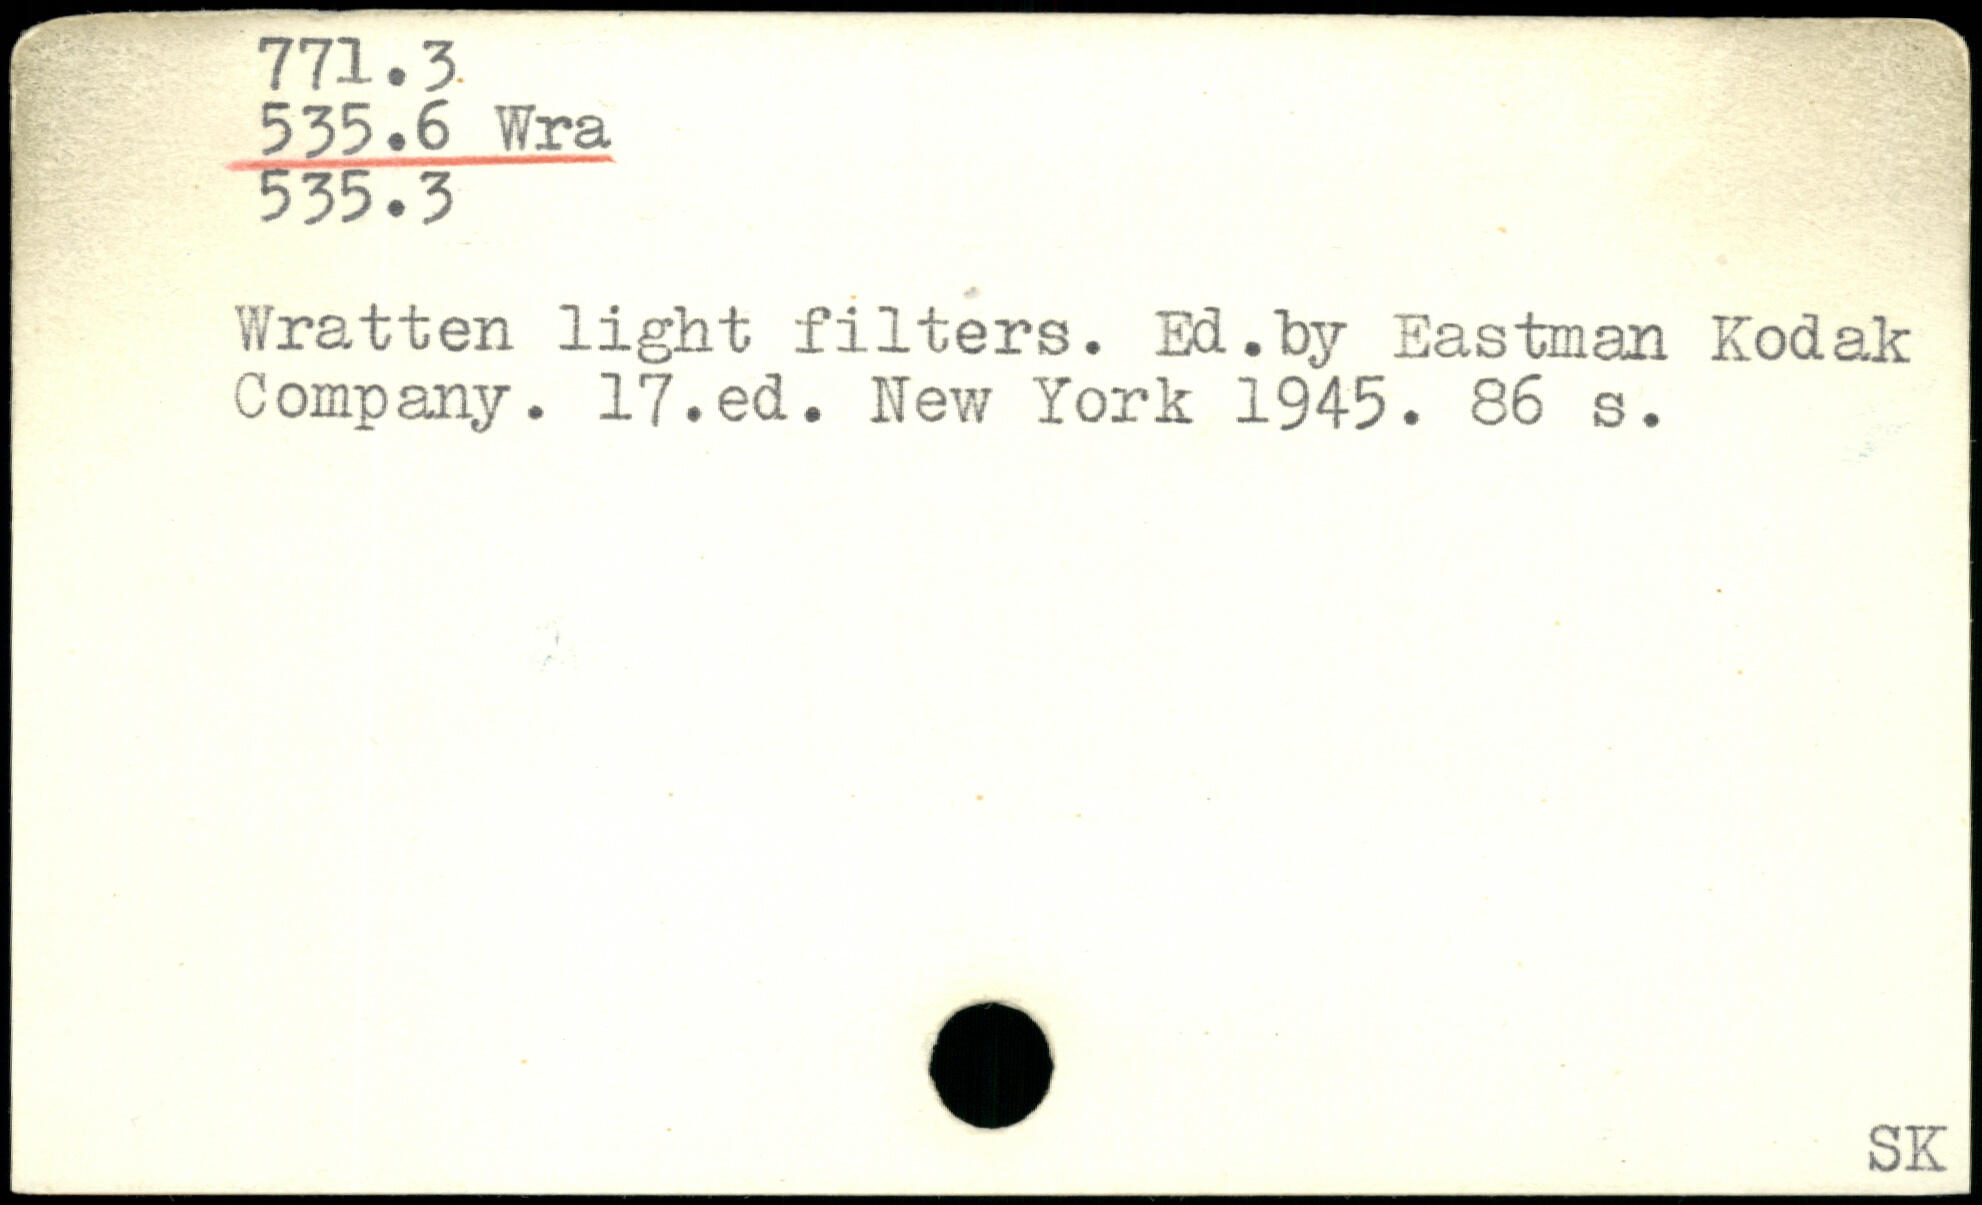 771.3
535.6 Wra
535.3
Wratten light filters. Ed.by Eastman Kodak
Company. 17.ed. New York 1945. 86 s.
SK